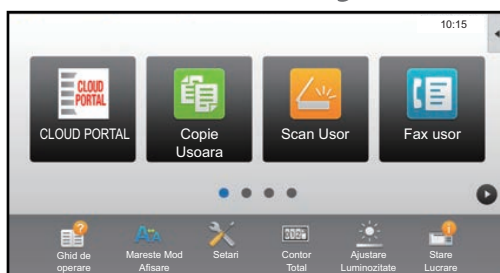 10:15
CLOUD
PORTAL
CLOUD PORTAL
Copie
Usoara
Scan Usor
Fax usor
Ghid de
operare
Mareste Mod
Afisare
Setari
Contor
Total
Ajustare
Luminozitate
Stare
Lucrare